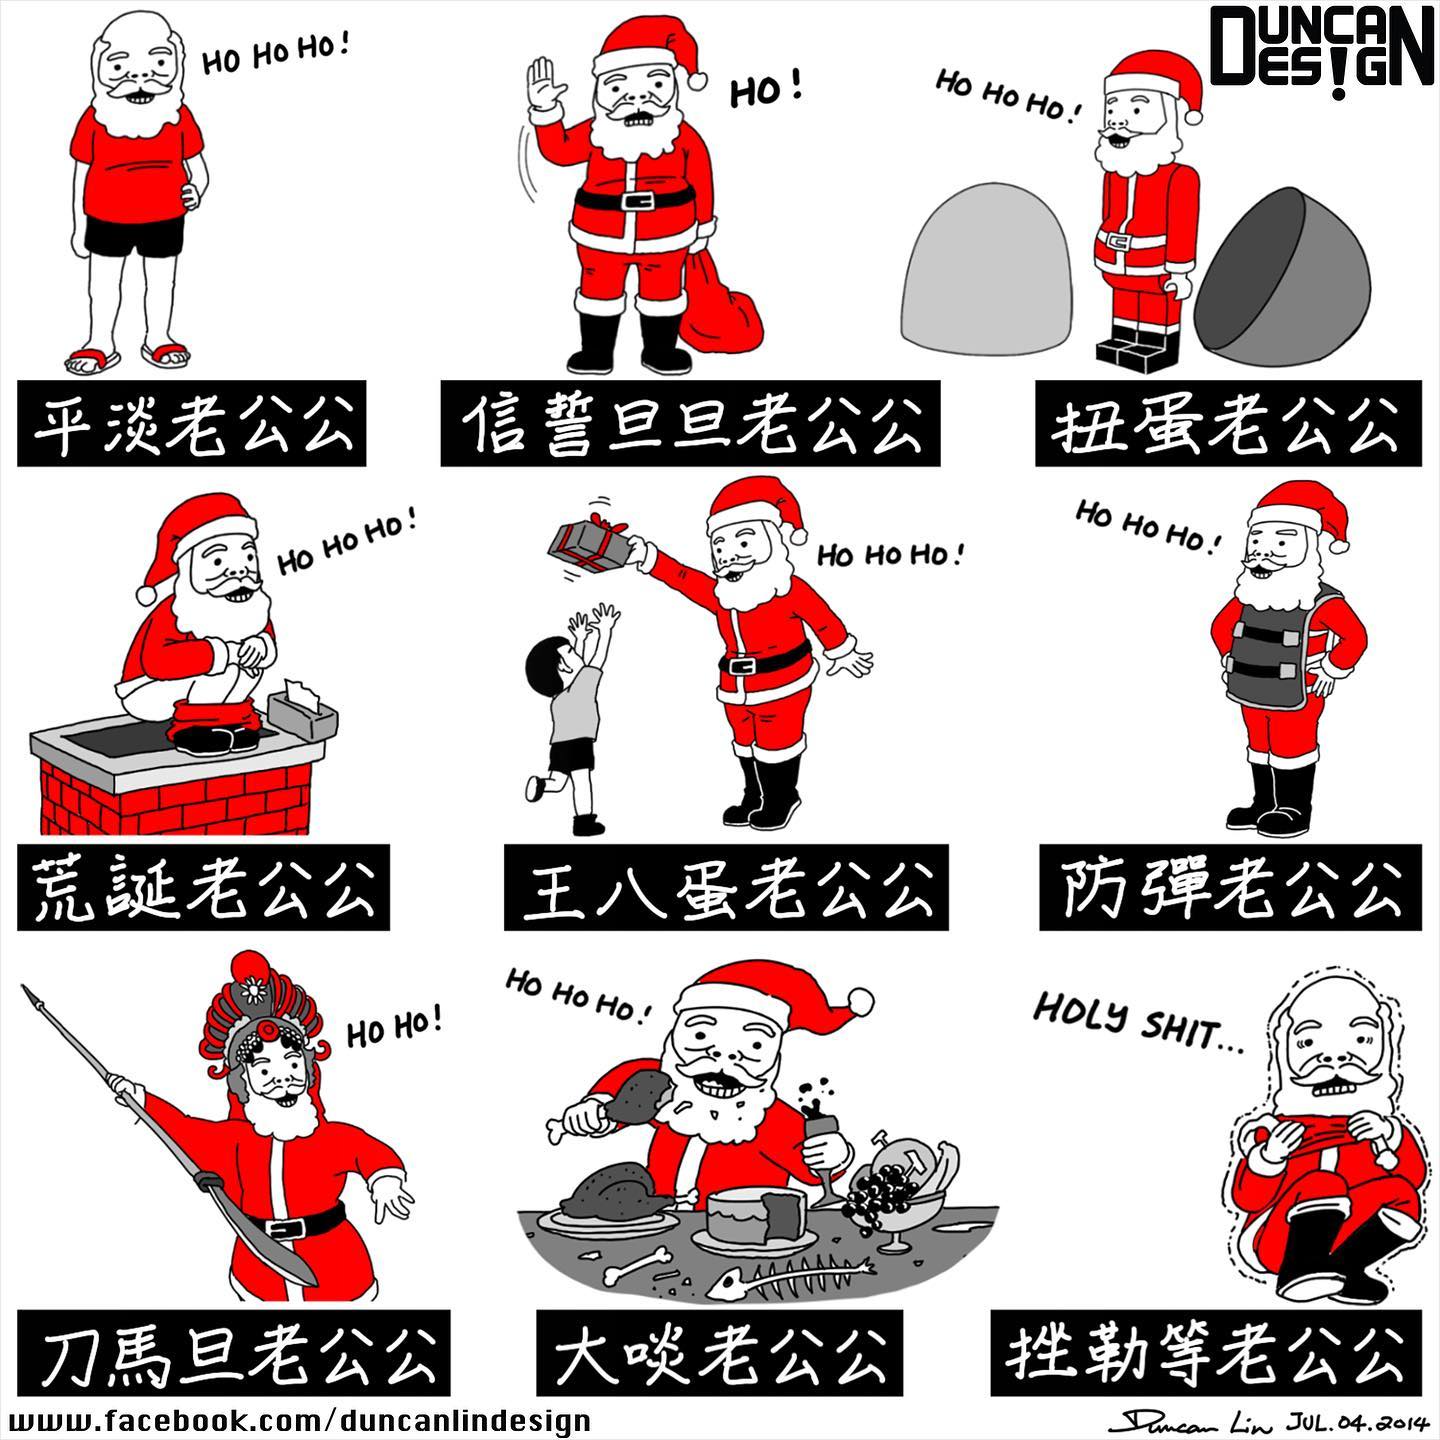 DUNCAN
DES!GN
HO HO HO!
HO!
HO HO HO!
平淡老公公
信誓旦旦老公公
扭蛋老公公
HO HO HO!
HO HO HO!
HO HO HO!
荒誕老公公
王八蛋老公公
防彈老公公
HO HO!
HO HO HO!
HOLY SHIT...
刀馬旦老公公
大啖老公公
挫勒等老公公
www.facebook.com/duncanlindesign
Duncan Lin JUL.04.2014